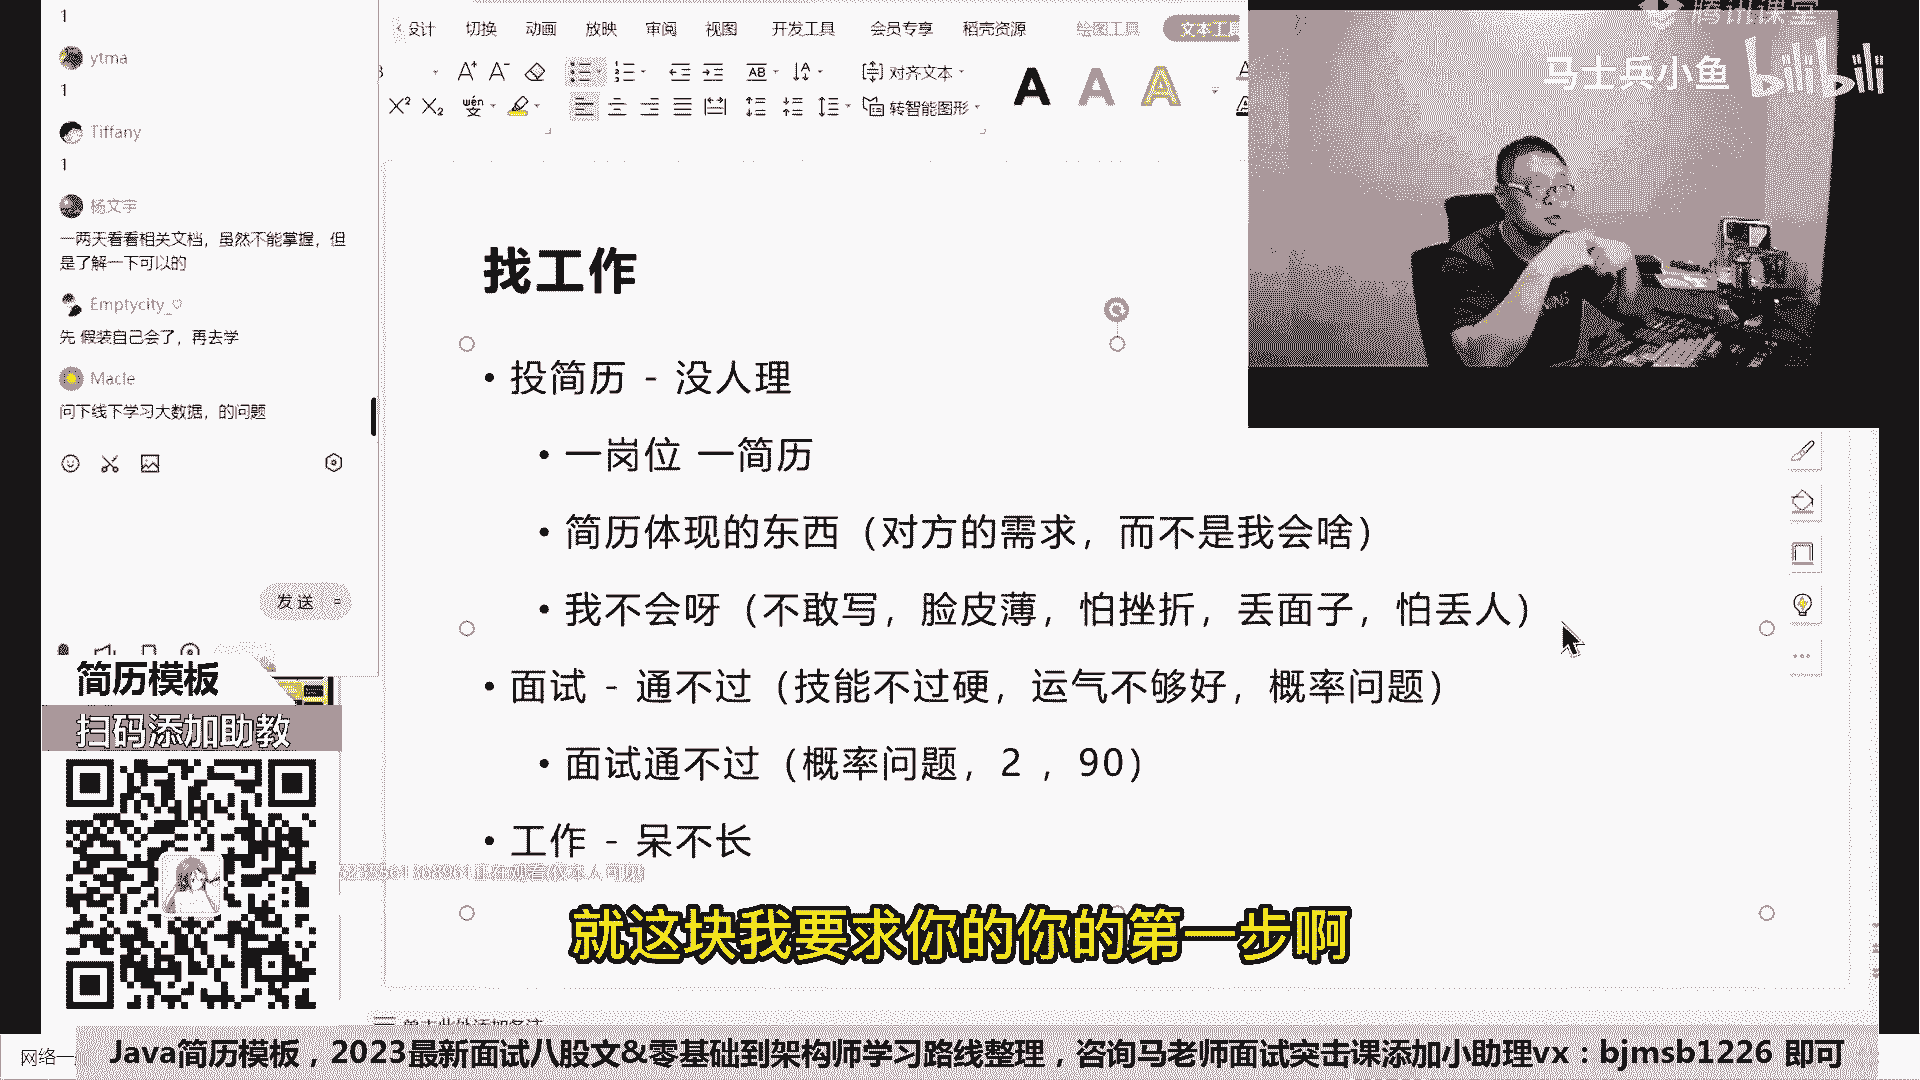 1
ytma
1
Tiffany
1
杨文宇
一两天看看相关文档，虽然不能掌握，但
是了解一下可以的
Emptycity_♡
先 假装自己会了，再去学
Macle
问下线下学习大数据，的问题
发送
设计 切换 动画 放映 审阅 视图 开发工具 会员专享 稻壳资源 绘图工具 文本工具
对齐文本
转智能图形
腾讯课堂
马士兵小鱼 bilibili
找工作
• 投简历 - 没人理
• 一岗位 一简历
• 简历体现的东西（对方的需求，而不是我会啥）
• 我不会呀（不敢写，脸皮薄，怕挫折，丢面子，怕丢人）
• 面试 - 通不过（技能不过硬，运气不够好，概率问题）
• 面试通不过（概率问题，2 ，90）
• 工作 - 呆不长
简历模板
扫码添加助教
就这块我要求你的你的第一步啊
单击此处添加备注
网络一
Java简历模板，2023最新面试八股文&零基础到架构师学习路线整理，咨询马老师面试突击课添加小助理vx：bjmsb1226 即可